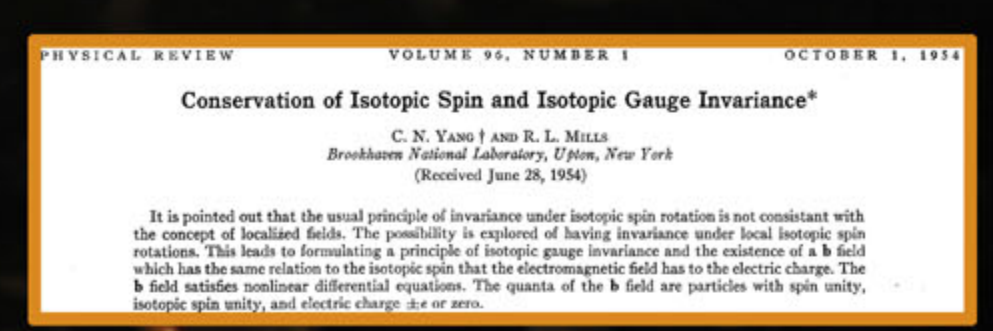 PHYSICAL REVIEW VOLUME 96, NUMBER 1 OCTOBER 1, 1954
Conservation of Isotopic Spin and Isotopic Gauge Invariance*
C. N. YANG † AND R. L. MILLS
Brookhaven National Laboratory, Upton, New York
(Received June 28, 1954)
It is pointed out that the usual principle of invariance under isotopic spin rotation is not consistant with
the concept of localized fields. The possibility is explored of having invariance under local isotopic spin
rotations. This leads to formulating a principle of isotopic gauge invariance and the existence of a b field
which has the same relation to the isotopic spin that the electromagnetic field has to the electric charge. The
b field satisfies nonlinear differential equations. The quanta of the b field are particles with spin unity,
isotopic spin unity, and electric charge ±e or zero.